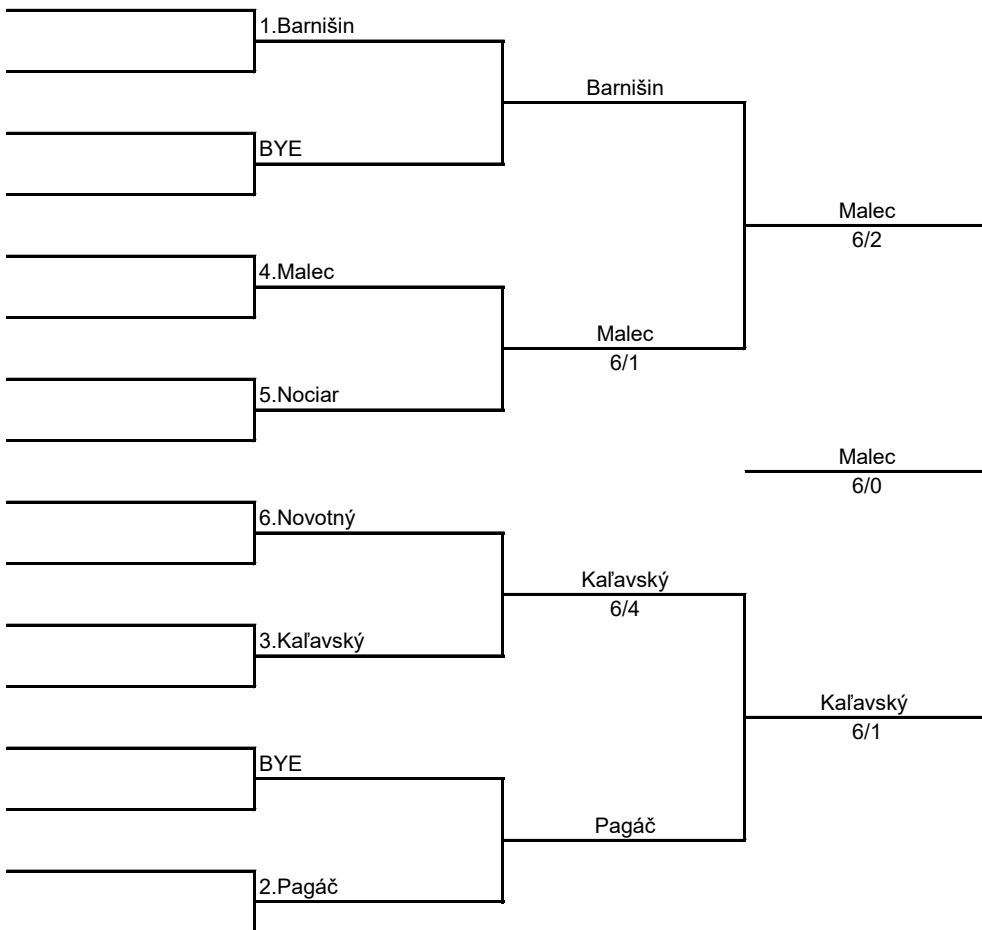 1.Barnišin
Barnišin
BYE
Malec
6/2
4.Malec
Malec
6/1
5.Nociar
Malec
6/0
6.Novotný
Kaľavský
6/4
3.Kaľavský
Kaľavský
6/1
BYE
Pagáč
2.Pagáč